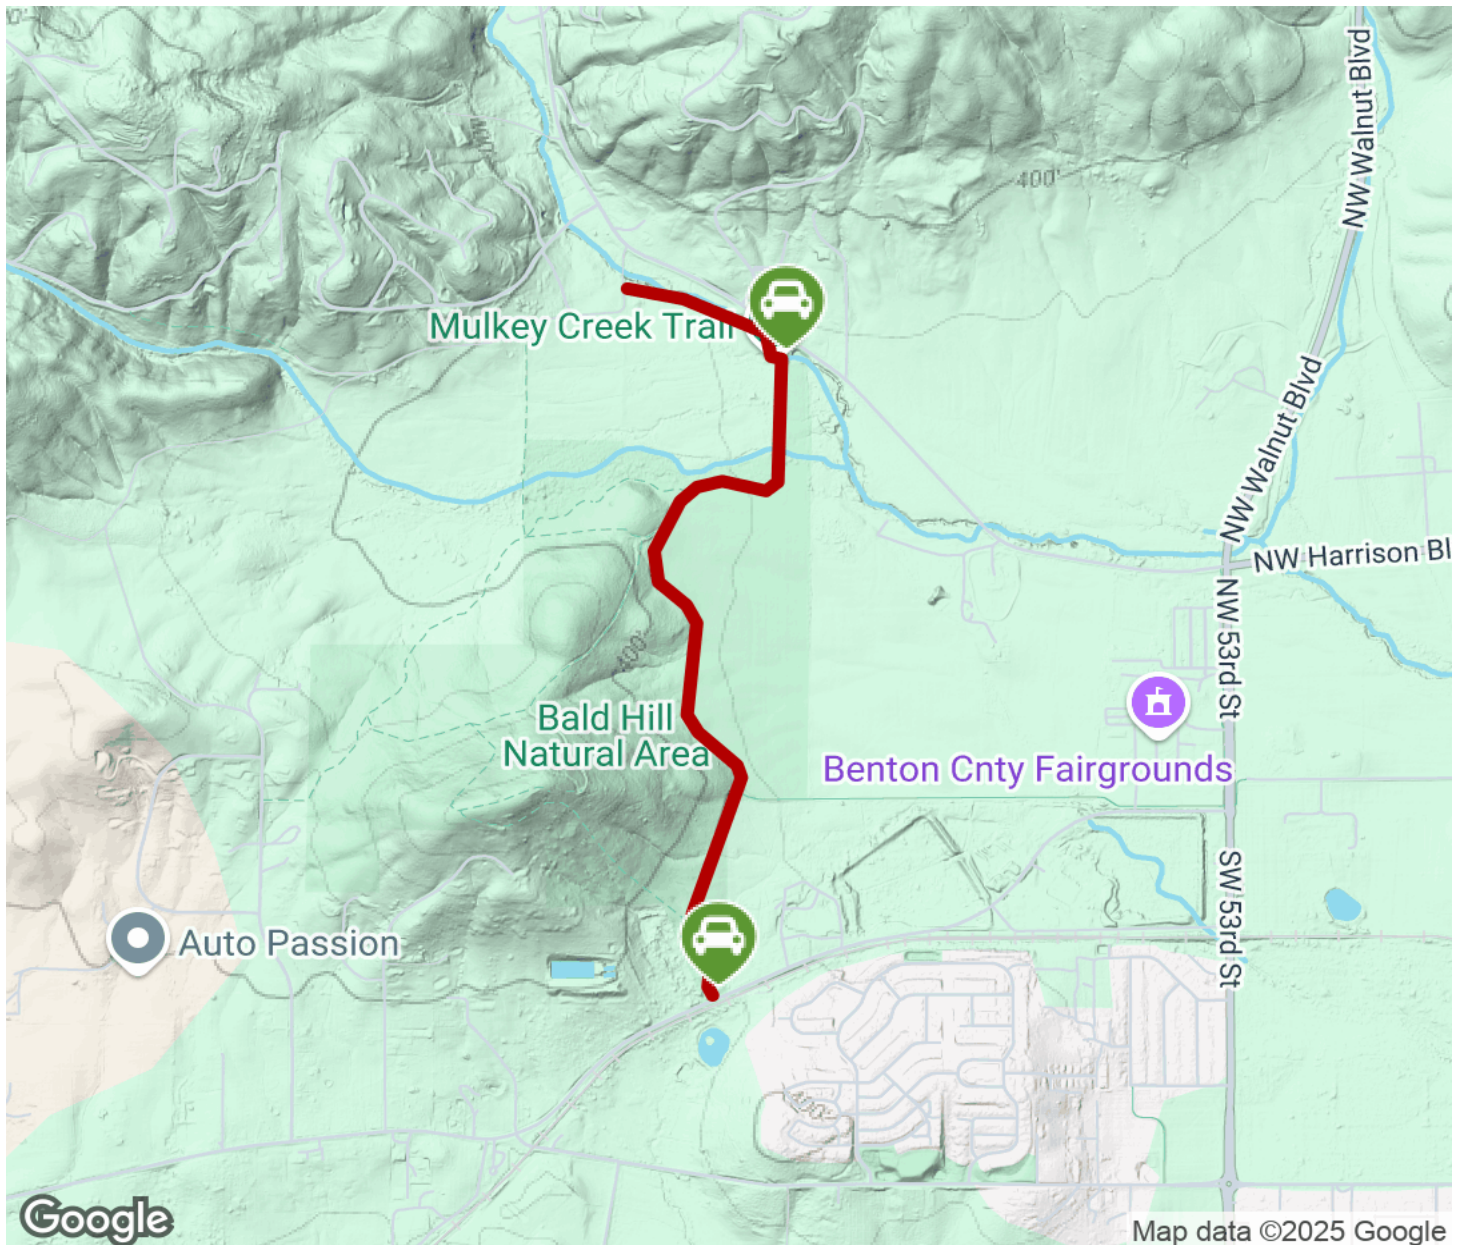 NW Walnut Blvd
400'
400'
Mulkey Creek Trail
NW Walnut Blvd
NW Harrison Bl
NW 53rd St
400'
Bald Hill
Natural Area
Benton Cnty Fairgrounds
SW 53rd St
Auto Passion
400'
Google
Map data ©2025 Google